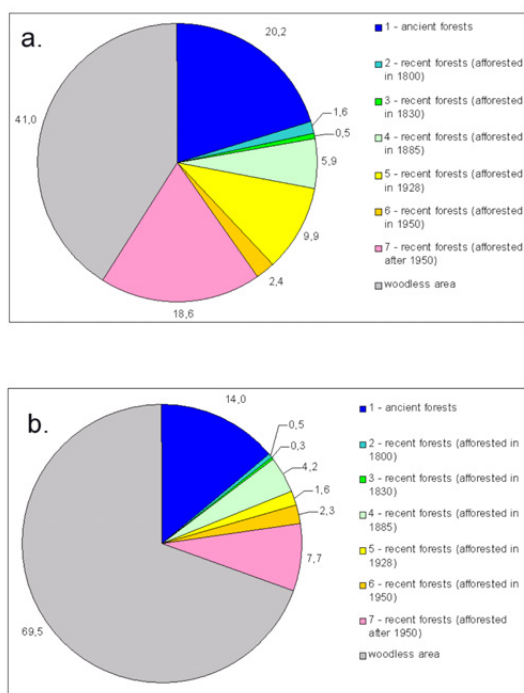 a.
20,2
1,6
0,5
5,9
9,9
2,4
18,6
41,0
1 - ancient forests
2 - recent forests (afforested
in 1800)
3 - recent forests (afforested
in 1830)
4 - recent forests (afforested
in 1885)
5 - recent forests (afforested
in 1928)
6 - recent forests (afforested
in 1950)
7 - recent forests (afforested
after 1950)
woodless area
b.
14,0
0,5
0,3
4,2
1,6
2,3
7,7
69,5
1 - ancient forests
2 - recent forests (afforested in
1800)
3 - recent forests (afforested in
1830)
4 - recent forests (afforested in
1885)
5 - recent forests (afforested in
1928)
6 - recent forests (afforested in
1950)
7 - recent forests (afforested
after 1950)
woodless area